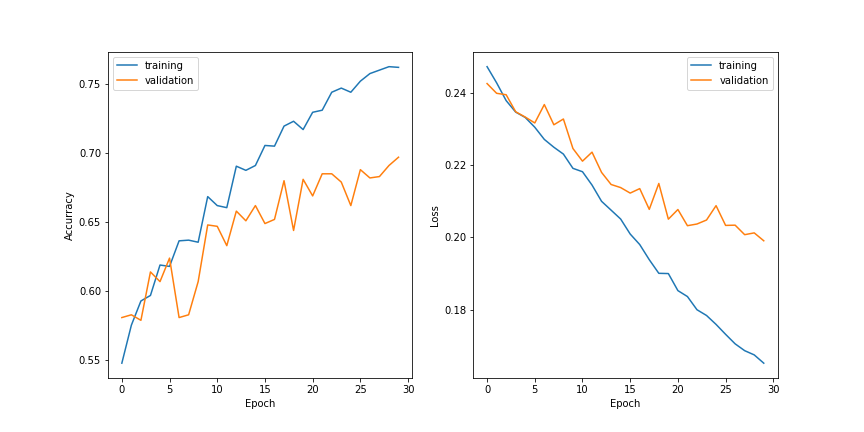 training
validation
0.75
0.70
0.65
0.60
0.55
Accurracy
0 5 10 15 20 25 30
Epoch
training
validation
0.24
0.22
0.20
0.18
Loss
0 5 10 15 20 25 30
Epoch